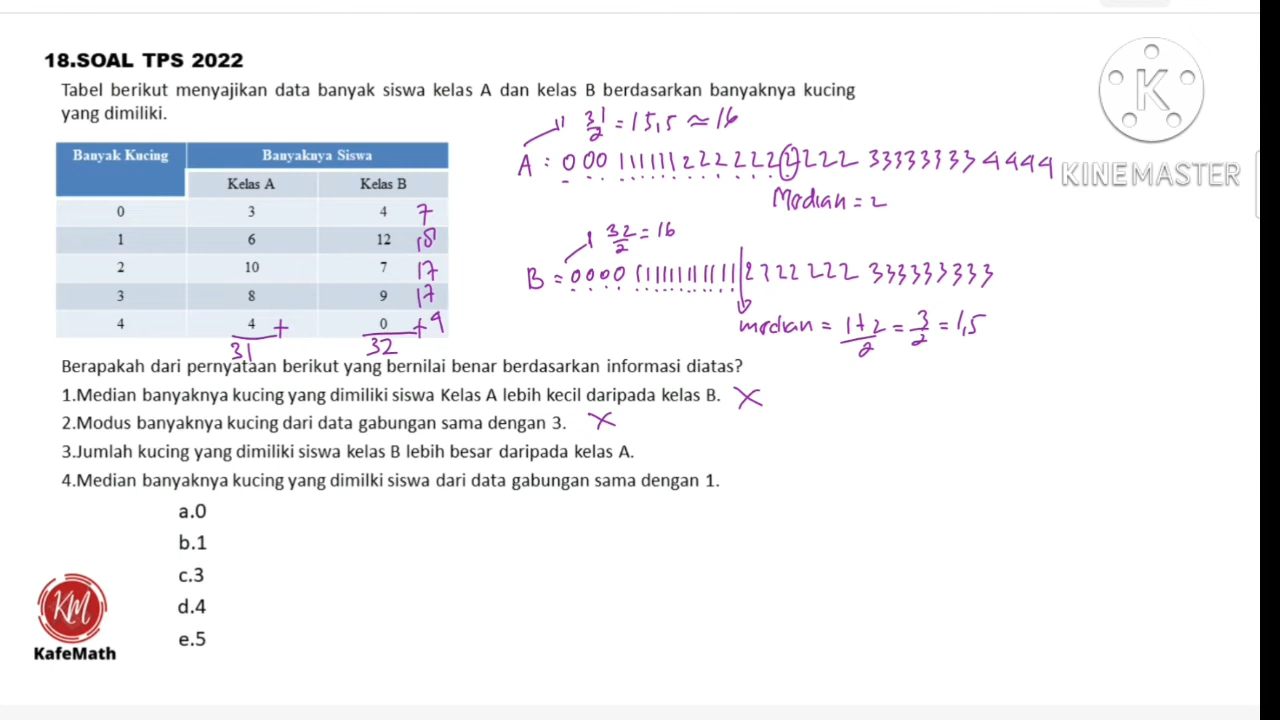 18.SOAL TPS 2022
Tabel berikut menyajikan data banyak siswa kelas A dan kelas B berdasarkan banyaknya kucing
yang dimiliki.
31/2 = 15,5 ≈ 16
A : 0 0 0 1 1 1 1 1 1 2 2 2 2 2 2 2 2 2 2 3 3 3 3 3 3 3 3 4 4 4 4
Median = 2
32/2 = 16
B = 0 0 0 0 1 1 1 1 1 1 1 1 1 1 1 1 2 2 2 2 2 2 2 3 3 3 3 3 3 3 3 3
median = 1+2/2 = 3/2 = 1,5
K
KINEMASTER
Banyak Kucing Banyaknya Siswa
Kelas A Kelas B
0 3 4 7
1 6 12 18
2 10 7 17
3 8 9 17
4 4 + 0 + 4
31 32
Berapakah dari pernyataan berikut yang bernilai benar berdasarkan informasi diatas?
1.Median banyaknya kucing yang dimiliki siswa Kelas A lebih kecil daripada kelas B. X
2.Modus banyaknya kucing dari data gabungan sama dengan 3. X
3.Jumlah kucing yang dimiliki siswa kelas B lebih besar daripada kelas A.
4.Median banyaknya kucing yang dimilki siswa dari data gabungan sama dengan 1.
a.0
b.1
c.3
d.4
e.5
KM
KafeMath